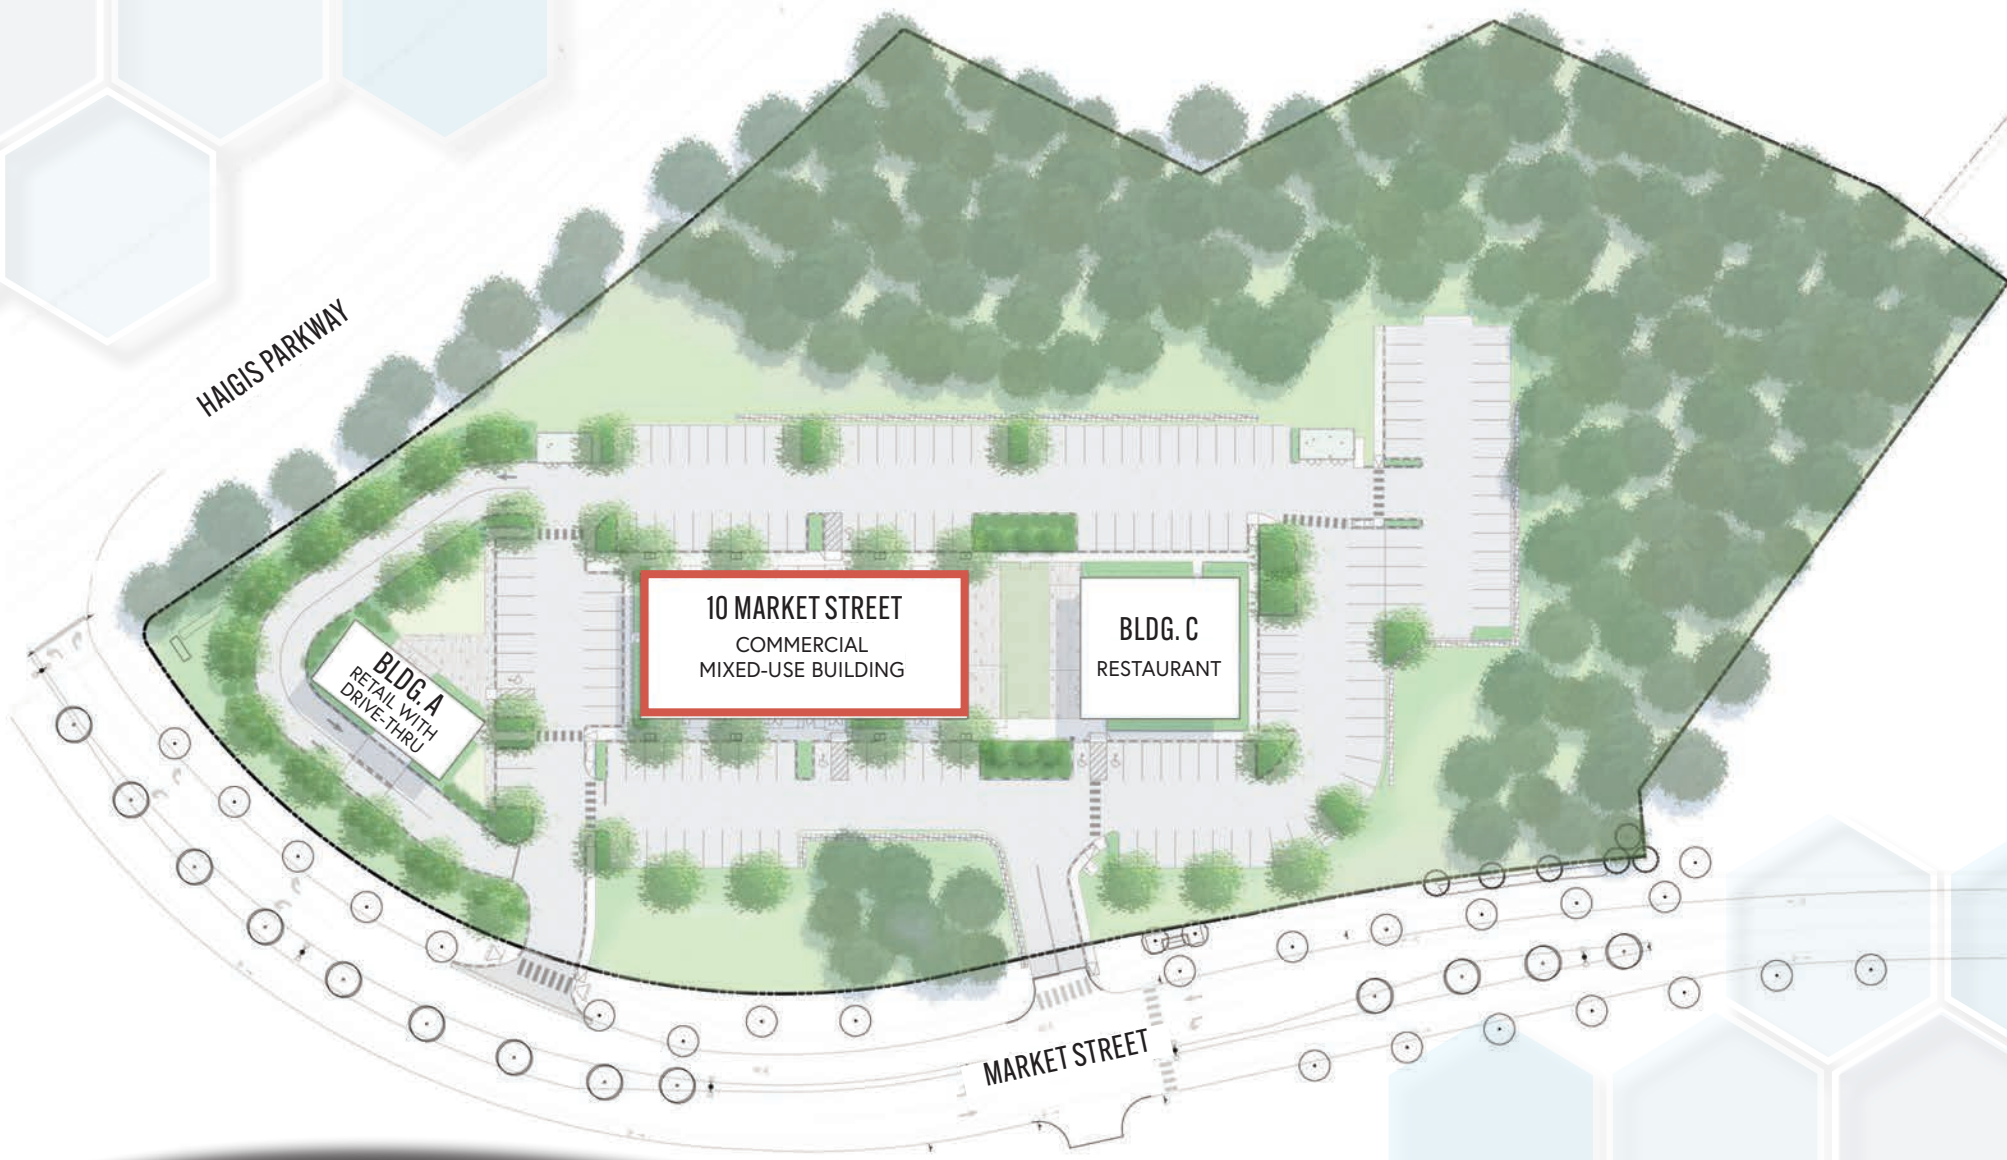 HAIGIS PARKWAY
10 MARKET STREET
COMMERCIAL
MIXED-USE BUILDING
BLDG. C
RESTAURANT
BLDG. A
RETAIL WITH
DRIVE-THRU
MARKET STREET